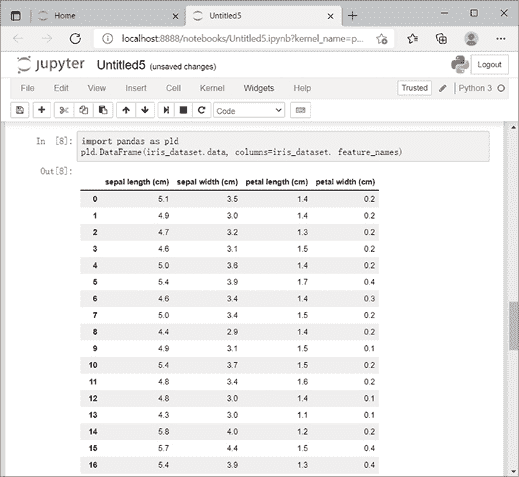 Home
Untitled5
localhost:8888/notebooks/Untitled5.ipynb?kernel_name=p...
jupyter Untitled5 (unsaved changes) Logout
File Edit View Insert Cell Kernel Widgets Help Trusted Python 3
Code
In [8]: import pandas as pld
pld.DataFrame(iris_dataset.data, columns=iris_dataset. feature_names)
Out[8]:
sepal length (cm) sepal width (cm) petal length (cm) petal width (cm)
0 5.1 3.5 1.4 0.2
1 4.9 3.0 1.4 0.2
2 4.7 3.2 1.3 0.2
3 4.6 3.1 1.5 0.2
4 5.0 3.6 1.4 0.2
5 5.4 3.9 1.7 0.4
6 4.6 3.4 1.4 0.3
7 5.0 3.4 1.5 0.2
8 4.4 2.9 1.4 0.2
9 4.9 3.1 1.5 0.1
10 5.4 3.7 1.5 0.2
11 4.8 3.4 1.6 0.2
12 4.8 3.0 1.4 0.1
13 4.3 3.0 1.1 0.1
14 5.8 4.0 1.2 0.2
15 5.7 4.4 1.5 0.4
16 5.4 3.9 1.3 0.4